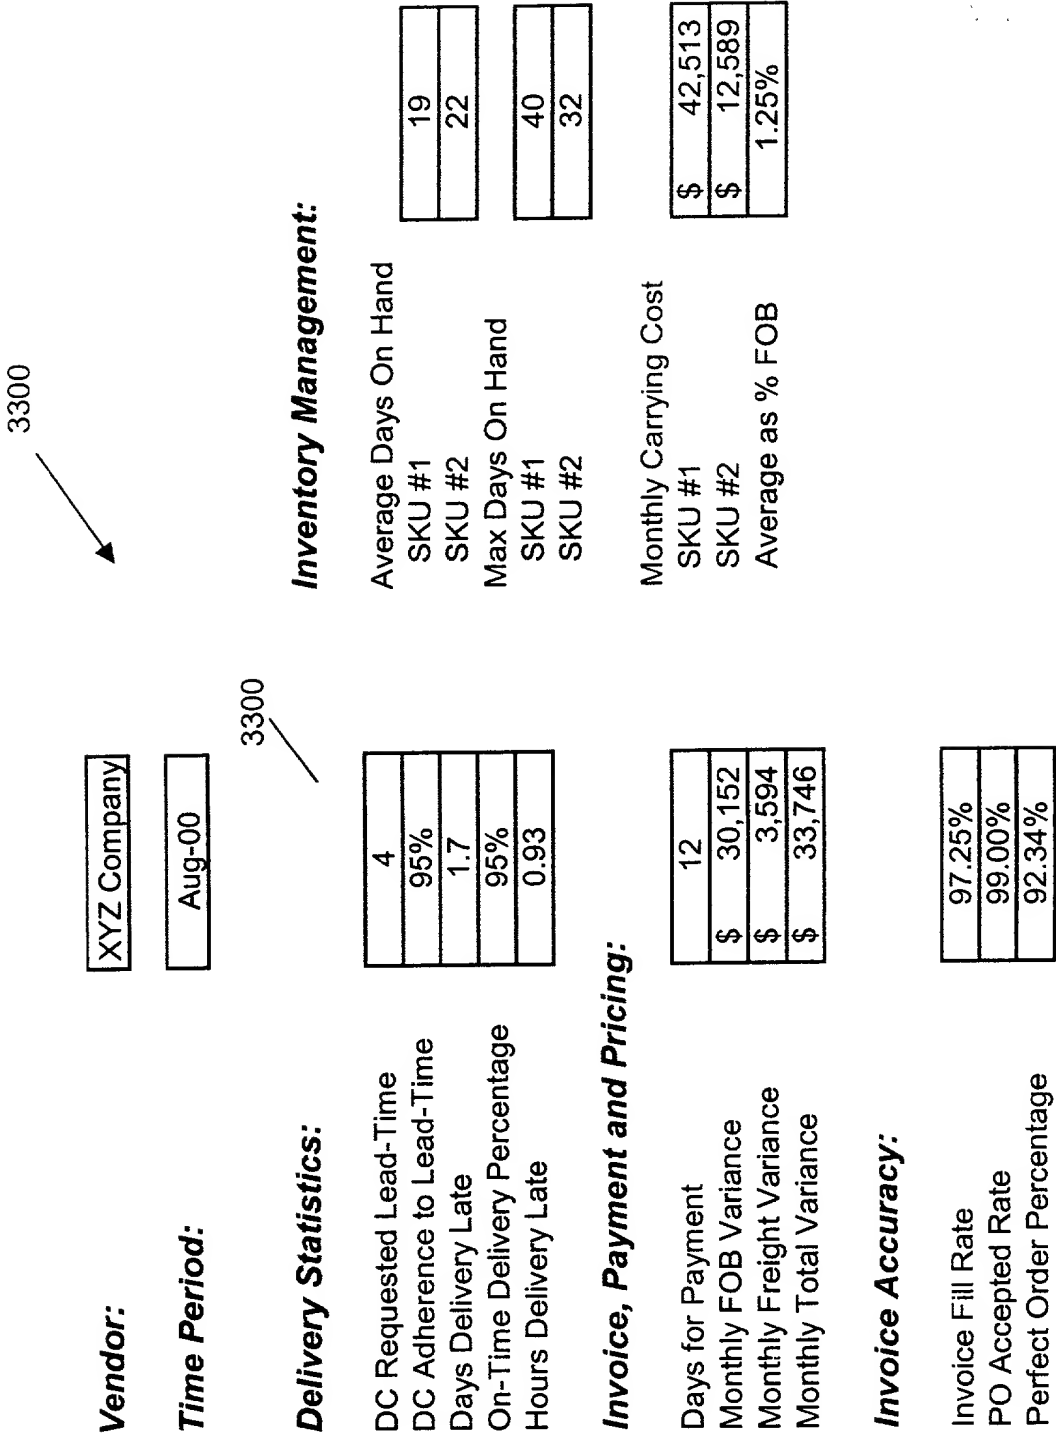 3300
Vendor: XYZ Company
Time Period: Aug-00
3300
Delivery Statistics:
DC Requested Lead-Time 4
DC Adherence to Lead-Time 95%
Days Delivery Late 1.7
On-Time Delivery Percentage 95%
Hours Delivery Late 0.93
Invoice, Payment and Pricing:
Days for Payment 12
Monthly FOB Variance $ 30,152
Monthly Freight Variance $ 3,594
Monthly Total Variance $ 33,746
Invoice Accuracy:
Invoice Fill Rate 97.25%
PO Accepted Rate 99.00%
Perfect Order Percentage 92.34%
Inventory Management:
Average Days On Hand
SKU #1 19
SKU #2 22
Max Days On Hand
SKU #1 40
SKU #2 32
Monthly Carrying Cost
SKU #1 $ 42,513
SKU #2 $ 12,589
Average as % FOB 1.25%